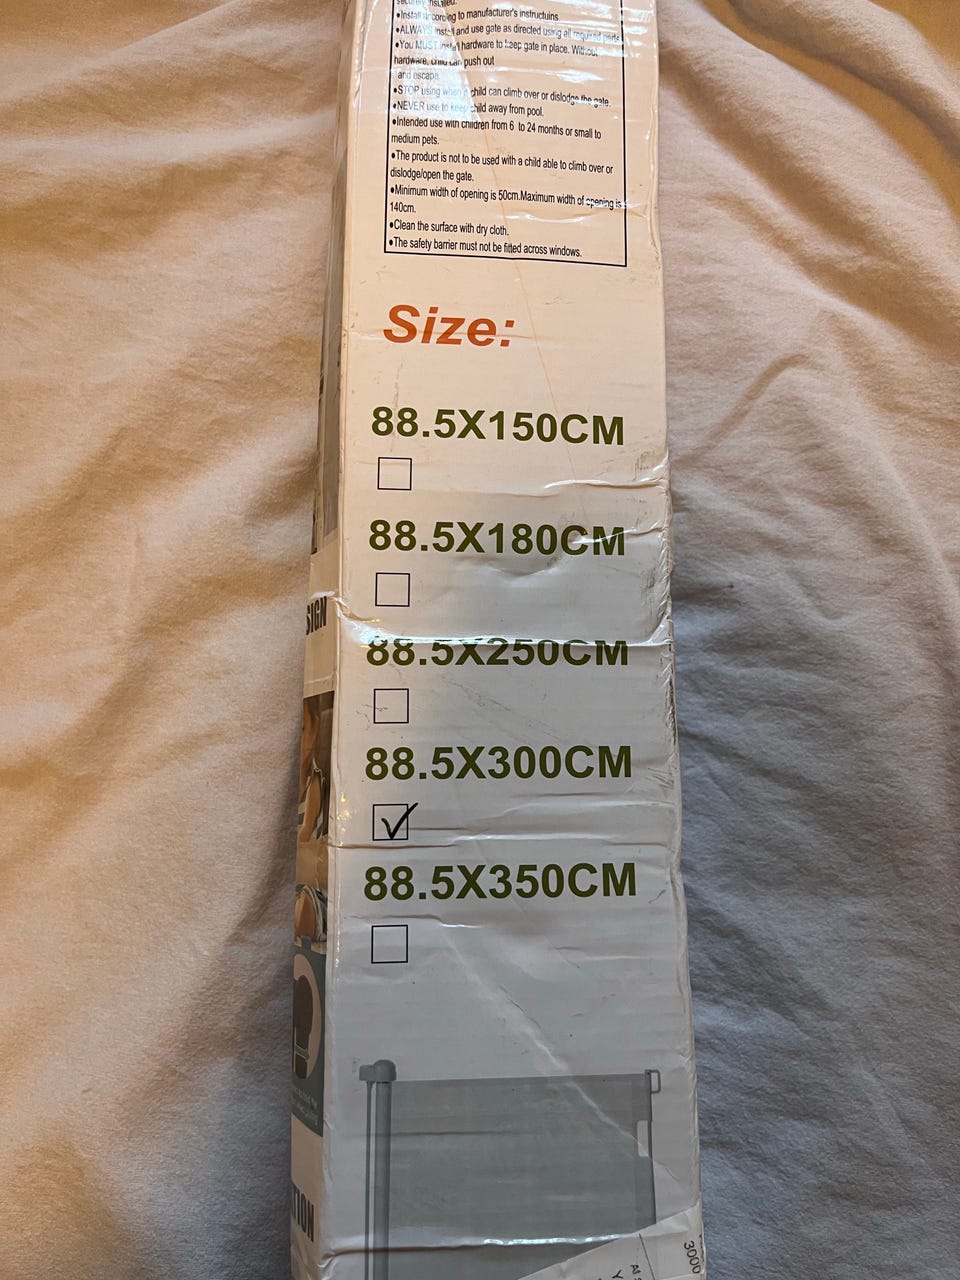 securely installed.
•Install according to manufacturer's instructuins
•ALWAYS install and use gate as directed using all required parts
•You MUST install hardware to keep gate in place. Without
hardware, child can push out
and escape.
•STOP using when a child can climb over or dislodge the gate.
•NEVER use to keep child away from pool.
•Intended use with children from 6 to 24 months or small to
medium pets.
•The product is not to be used with a child able to climb over or
dislodge/open the gate.
•Minimum width of opening is 50cm.Maximum width of opening is
140cm.
•Clean the surface with dry cloth.
•The safety barrier must not be fitted across windows.
Size:
88.5X150CM
88.5X180CM
88.5X250CM
88.5X300CM
88.5X350CM
SIGN
TION
3000